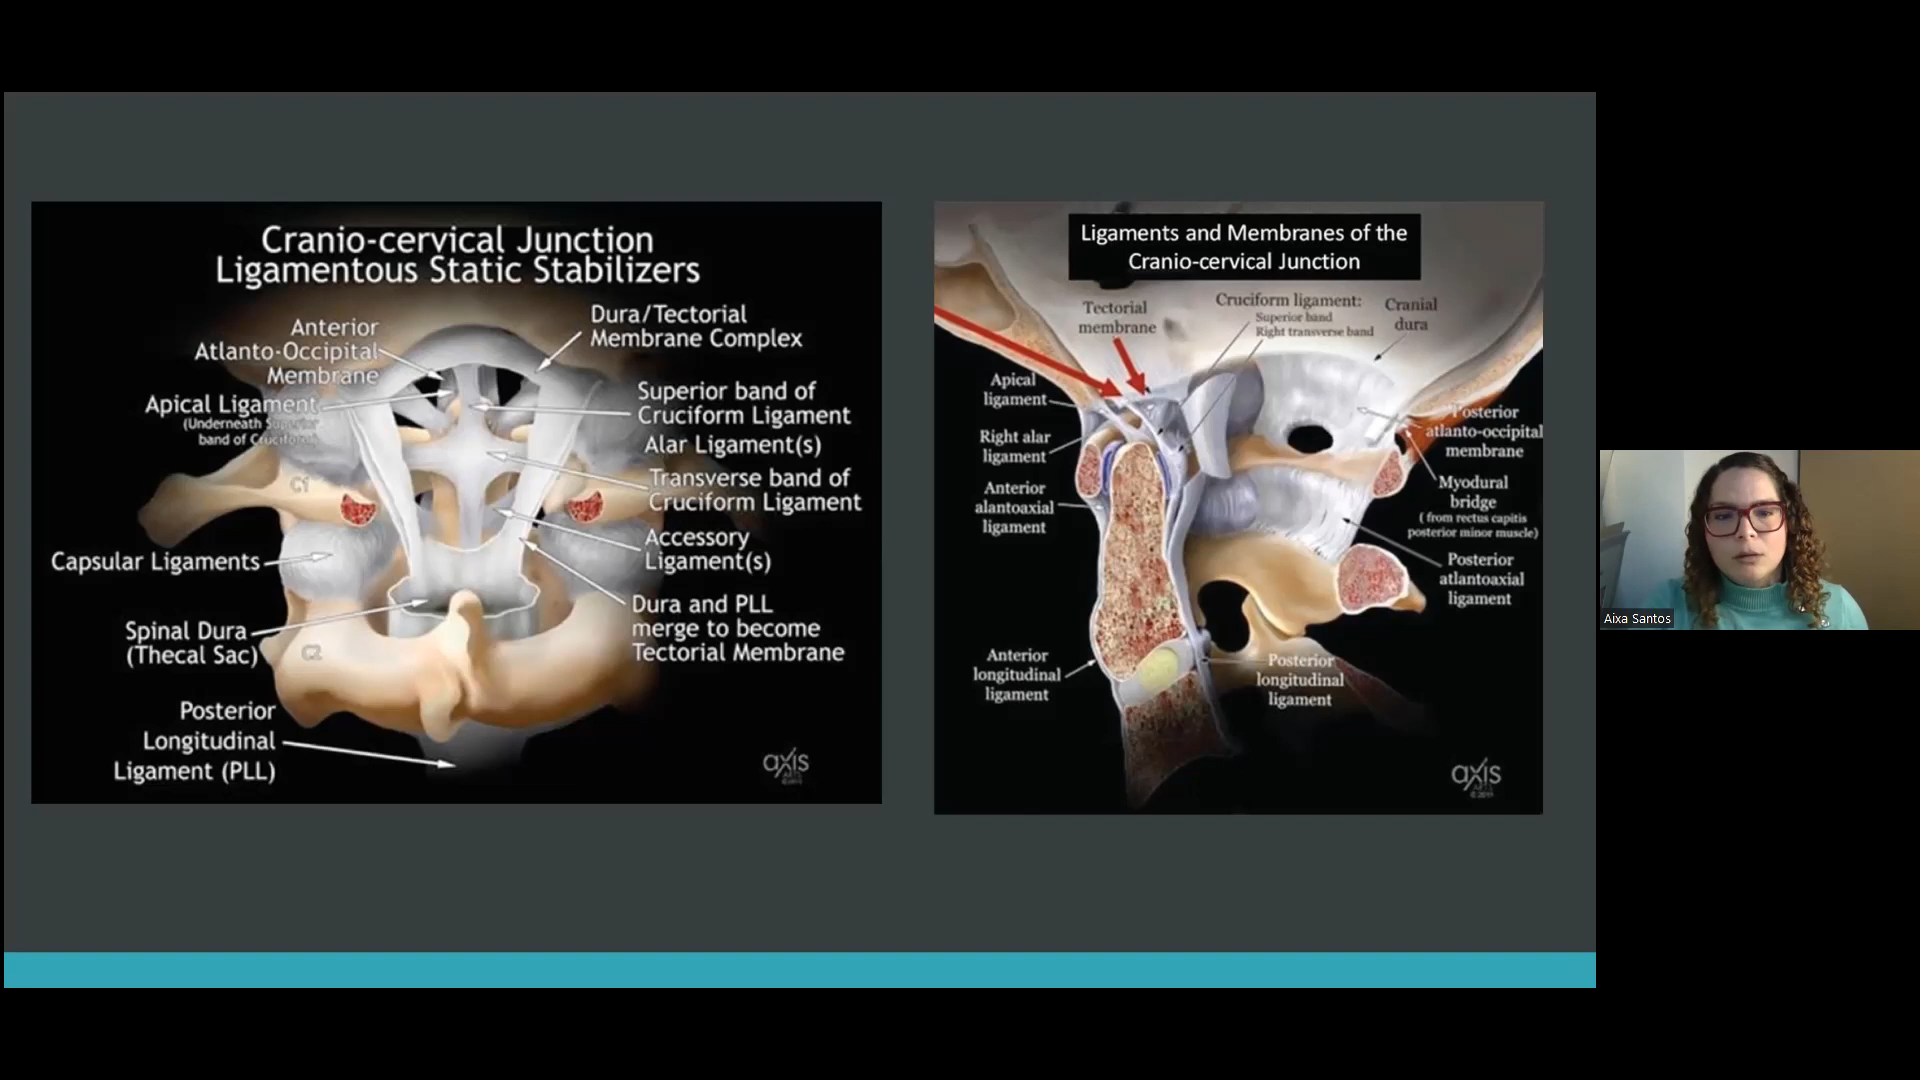 Cranio-cervical Junction
Ligamentous Static Stabilizers
Anterior
Atlanto-Occipital
Membrane
Apical Ligament
(Underneath Superior
band of Cruciform)
C1
Capsular Ligaments
Spinal Dura
(Thecal Sac)
C2
Posterior
Longitudinal
Ligament (PLL)
Dura/Tectorial
Membrane Complex
Superior band of
Cruciform Ligament
Alar Ligament(s)
Transverse band of
Cruciform Ligament
Accessory
Ligament(s)
Dura and PLL
merge to become
Tectorial Membrane
axis
ARTS
Ligaments and Membranes of the
Cranio-cervical Junction
Tectorial
membrane
Cruciform ligament:
Superior band
Right transverse band
Cranial
dura
Apical
ligament
Right alar
ligament
Anterior
alantoaxial
ligament
Anterior
longitudinal
ligament
Posterior
atlanto-occipital
membrane
Myodural
bridge
( from rectus capitis
posterior minor muscle)
Posterior
atlantoaxial
ligament
Posterior
longitudinal
ligament
axis
ARTS
© 2011
Aixa Santos